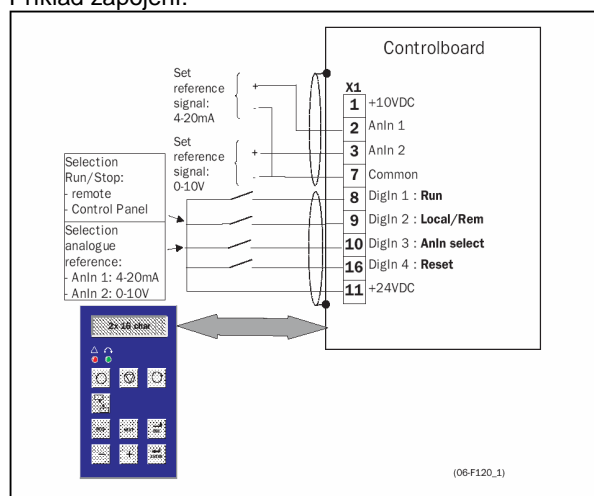 Příklad zapojení:
Controlboard
Set
reference
signal:
4-20mA
+
-
Set
reference
signal:
0-10V
+
-
X1
1 +10VDC
2 AnIn 1
3 AnIn 2
7 Common
8 DigIn 1 : Run
9 DigIn 2 : Local/Rem
10 DigIn 3 : AnIn select
16 DigIn 4 : Reset
11 +24VDC
Selection
Run/Stop:
- remote
- Control Panel
Selection
analogue
reference:
- AnIn 1: 4-20mA
- AnIn 2: 0-10V
2x 16 char
- +
(06-F120_1)